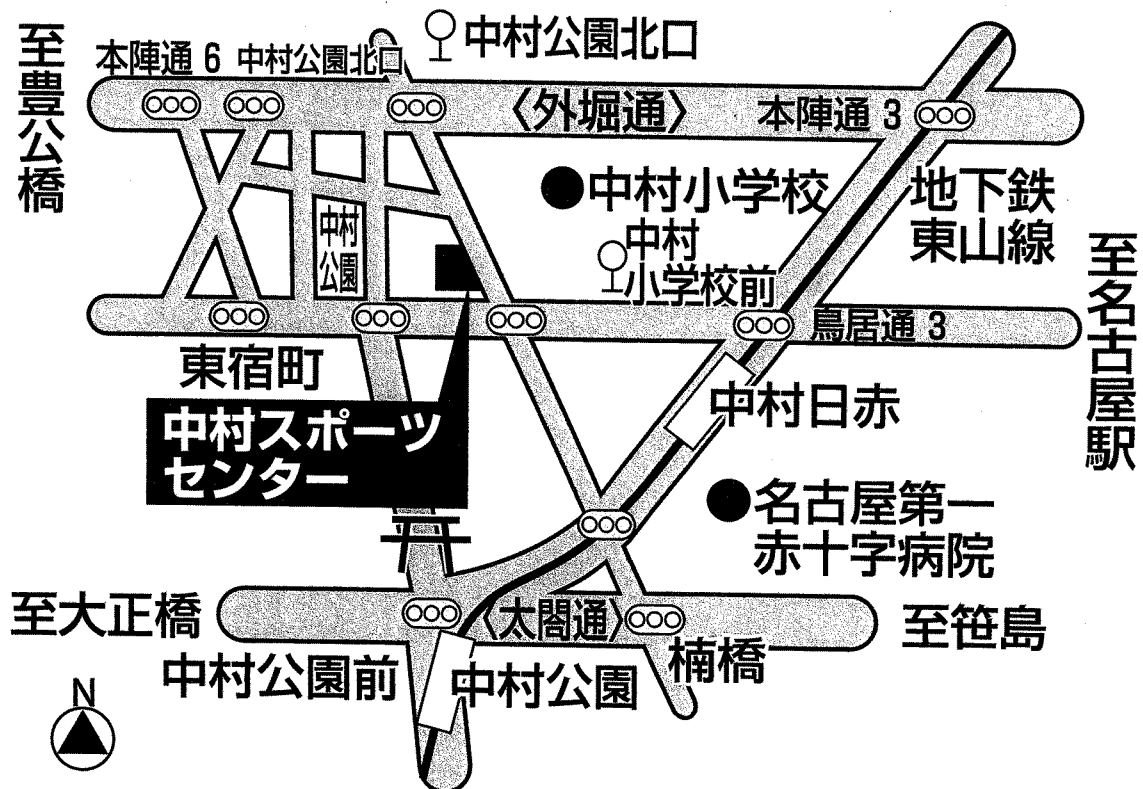 至豊公橋
本陣通 6
中村公園北口
中村公園北口
〈外堀通〉
本陣通 3
中村小学校
地下鉄
東山線
中村
公園
中村
小学校前
至名古屋駅
鳥居通 3
東宿町
中村日赤
中村スポーツ
センター
名古屋第一
赤十字病院
至大正橋
〈太閤通〉
至笹島
中村公園前
中村公園
楠橋
N